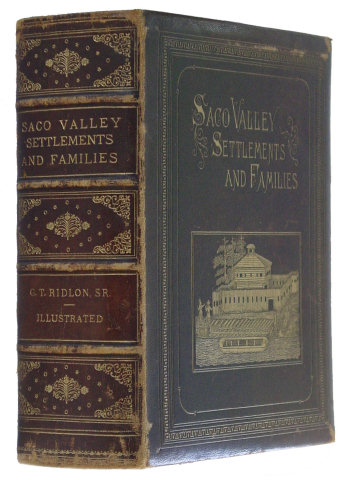 SACO VALLEY
SETTLEMENTS
AND FAMILIES
G. T. RIDLON, SR.
ILLUSTRATED
SACO VALLEY
SETTLEMENTS
AND FAMILIES